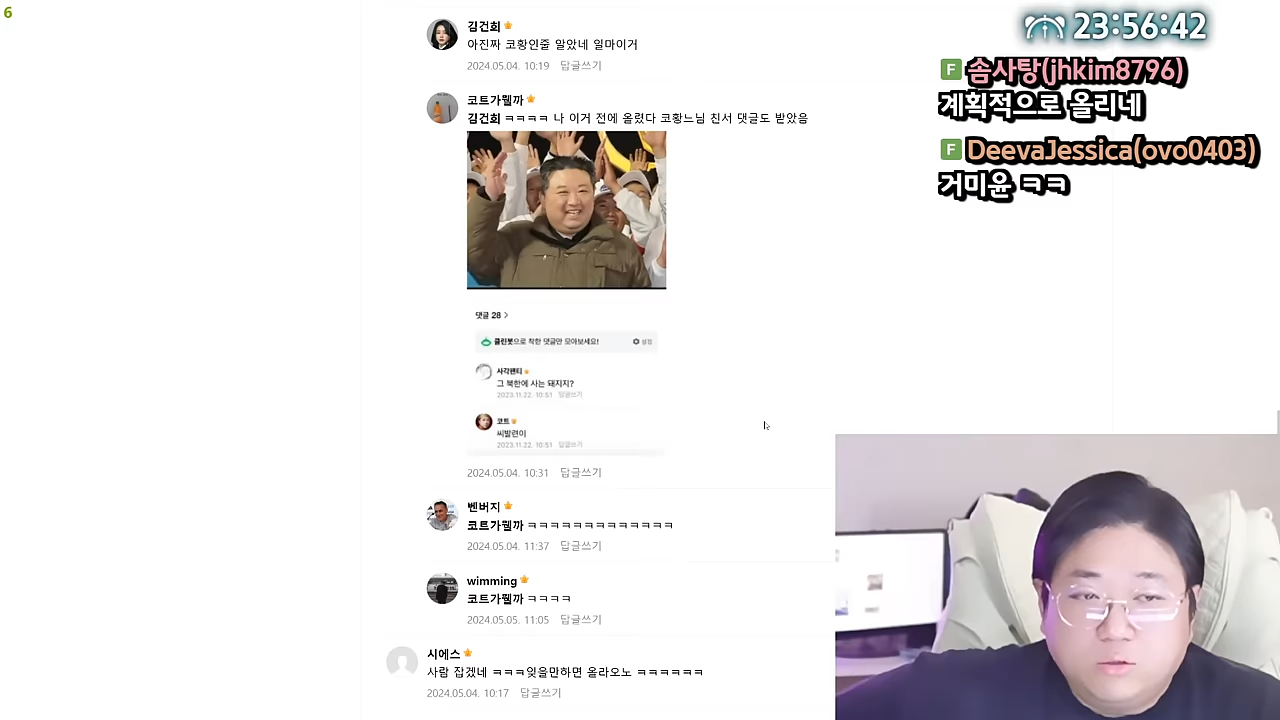 6
23:56:42
F 솜사탕(jhkim8796)
계획적으로 올리네
F DeevaJessica(ovo0403)
거미윤 ㅋㅋ
김건희
아진짜 코황인줄 알았네 일마이거
2024.05.04. 10:19 답글쓰기
코트가뭴까
김건희 ㅋㅋㅋㅋ 나 이거 전에 올렸다 코황느님 친서 댓글도 받았음
댓글 28 >
클린봇으로 착한 댓글만 모아보세요! 설정
사각팬티
그 북한에 사는 돼지지?
2023.11.22. 10:51 답글쓰기
코트
씨발련이
2023.11.22. 10:51 답글쓰기
2024.05.04. 10:31 답글쓰기
벤버지
코트가뭴까 ㅋㅋㅋㅋㅋㅋㅋㅋㅋㅋㅋㅋㅋ
2024.05.04. 11:37 답글쓰기
wimming
코트가뭴까 ㅋㅋㅋㅋ
2024.05.05. 11:05 답글쓰기
시에스
사람 잡겠네 ㅋㅋㅋ잊을만하면 올라오노 ㅋㅋㅋㅋㅋㅋ
2024.05.04. 10:17 답글쓰기